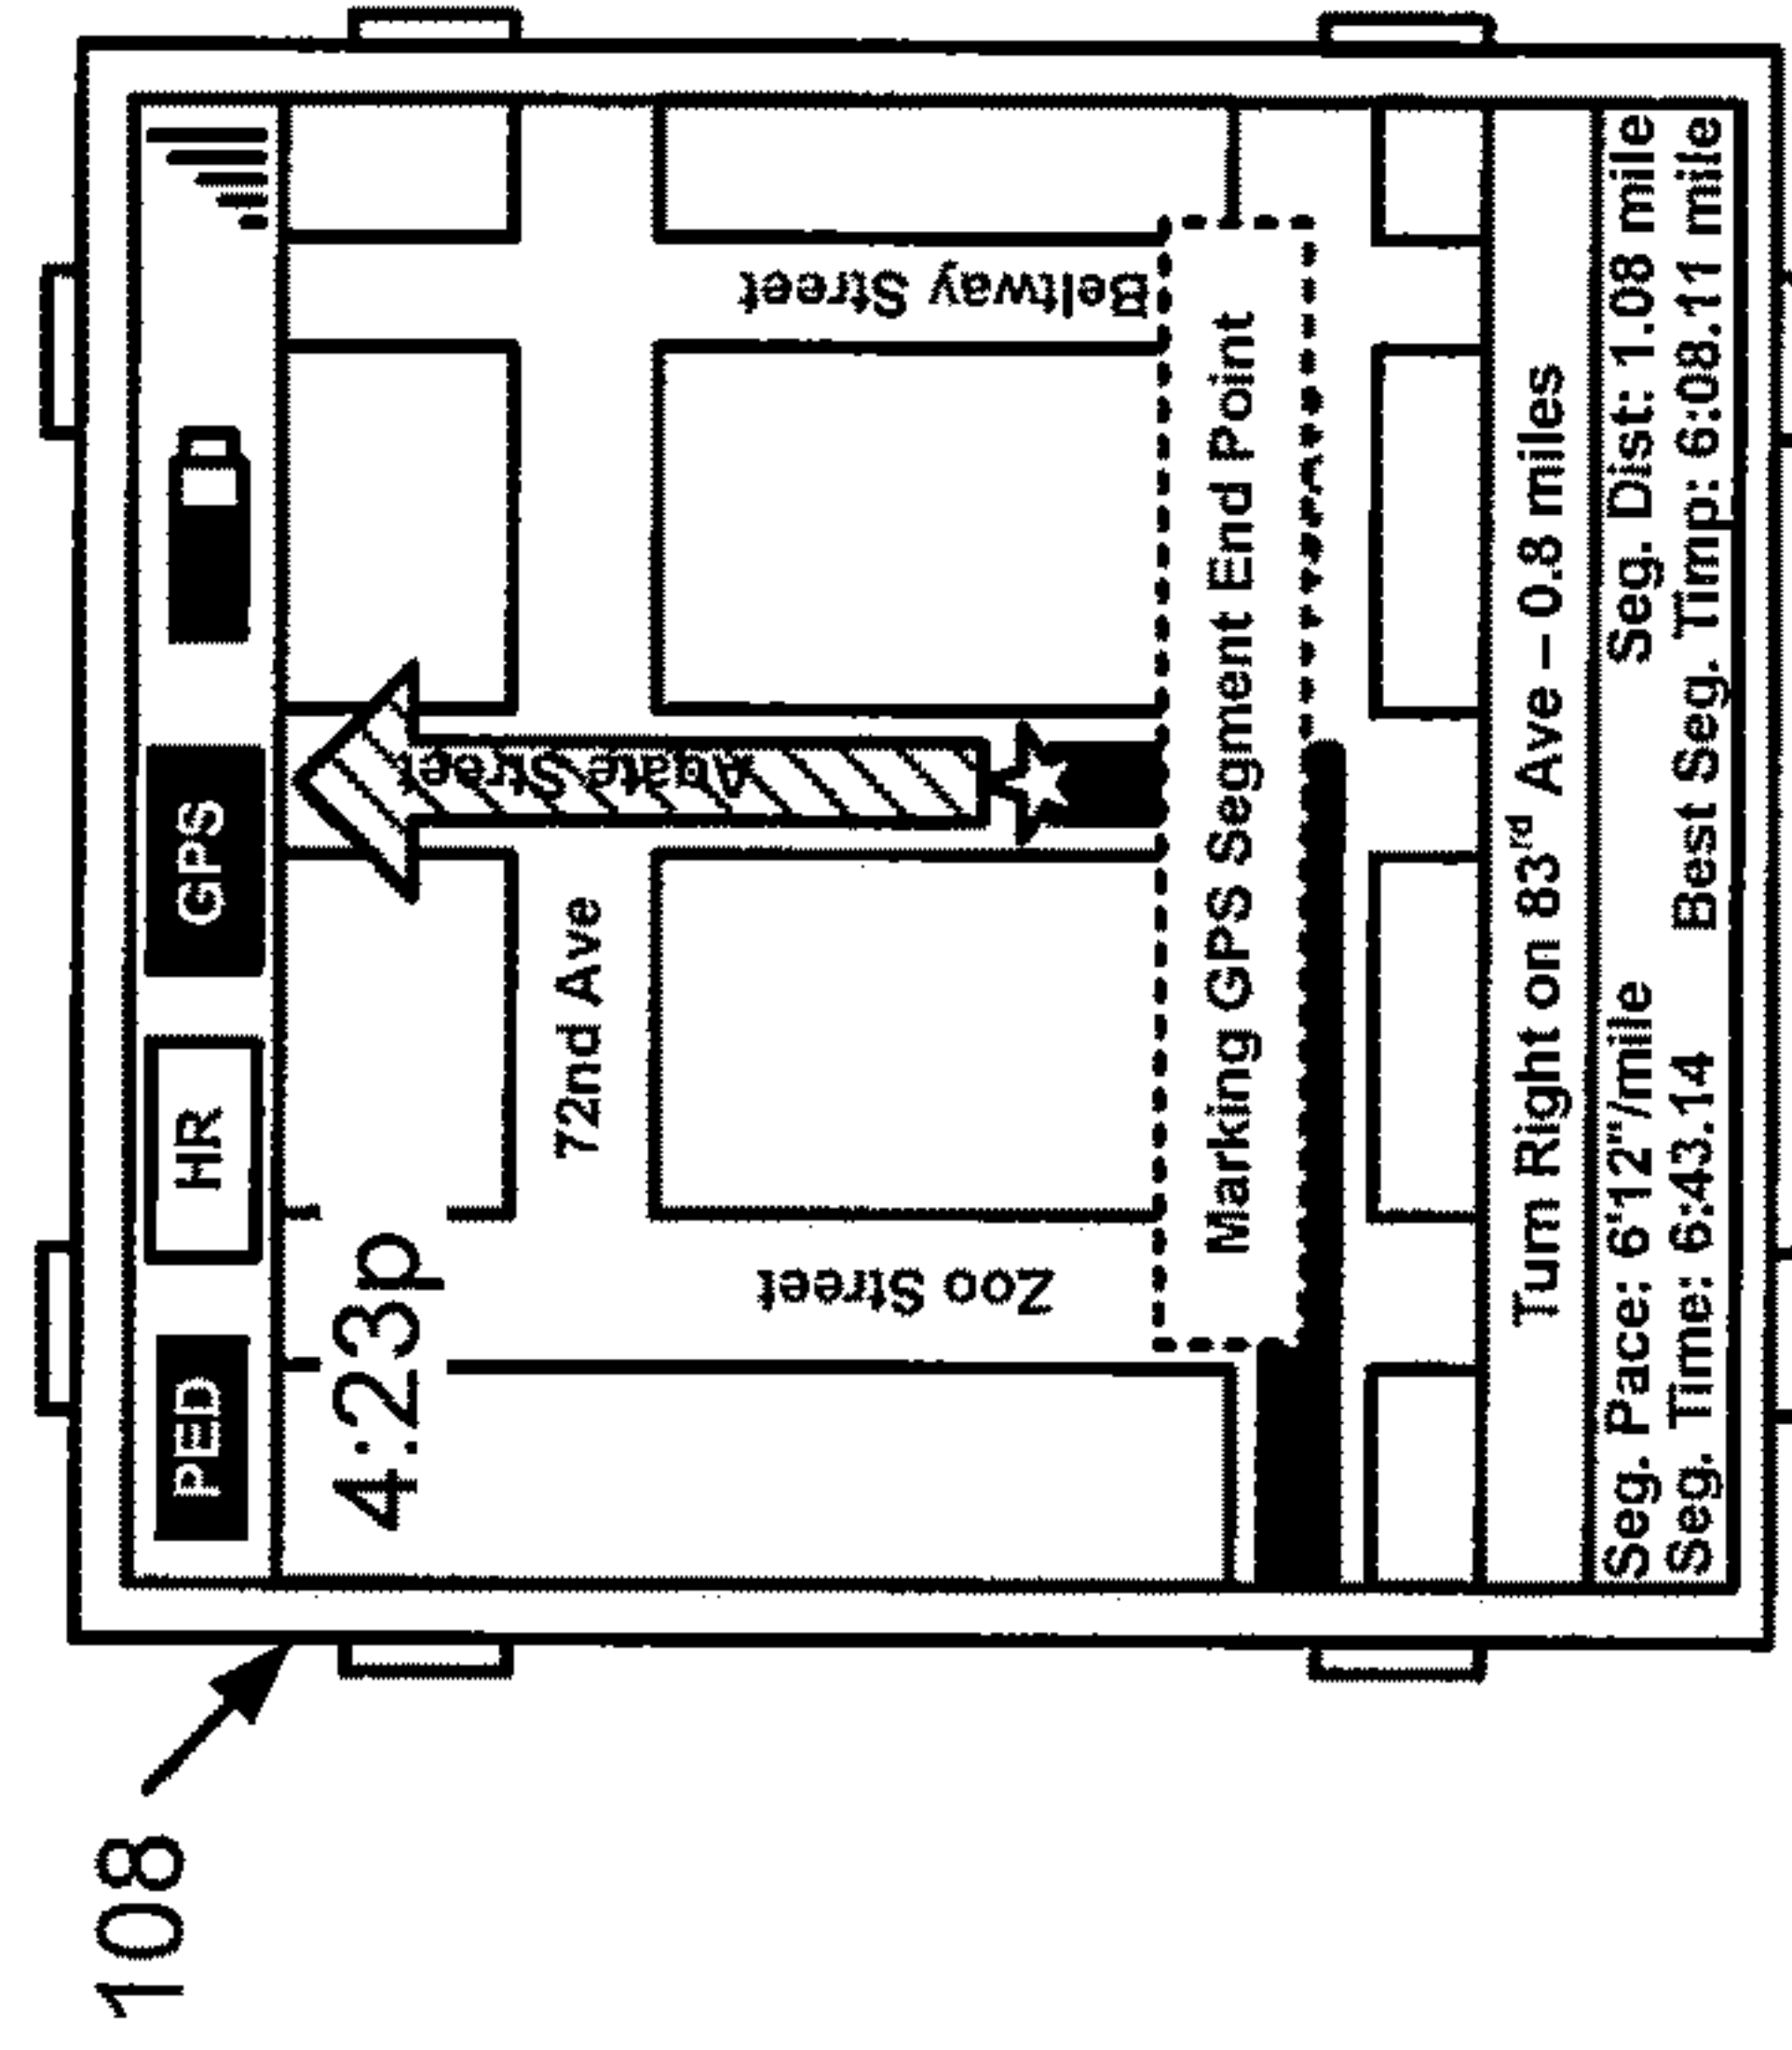 108
PED HR GPS
4:23p
72nd Ave
Zoo Street
Agate Street
Beltway Street
Marking GPS Segment End Point
Turn Right on 83rd Ave – 0.8 miles
Seg. Pace: 6'12"/mile Seg. Dist: 1.08 mile
Seg. Time: 6:43.14 Best Seg. Timp: 6:08.11 mile